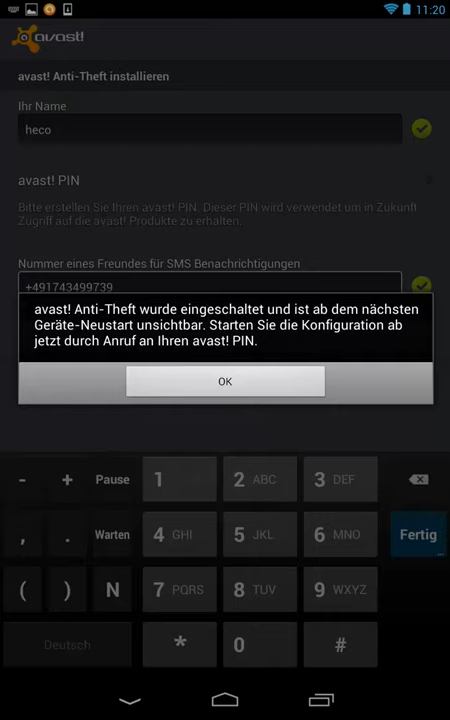 11:20
avast!
avast! Anti-Theft installieren
Ihr Name
heco
avast! PIN
Bitte erstellen Sie Ihren avast! PIN. Dieser PIN wird verwendet um in Zukunft
Zugriff auf die avast! Produkte zu erhalten.
Nummer eines Freundes für SMS Benachrichtigungen
+491743499739
avast! Anti-Theft wurde eingeschaltet und ist ab dem nächsten
Geräte-Neustart unsichtbar. Starten Sie die Konfiguration ab
jetzt durch Anruf an Ihren avast! PIN.
OK
- + Pause 1 2 ABC 3 DEF
, . Warten 4 GHI 5 JKL 6 MNO Fertig
( ) N 7 PQRS 8 TUV 9 WXYZ
Deutsch * 0 #